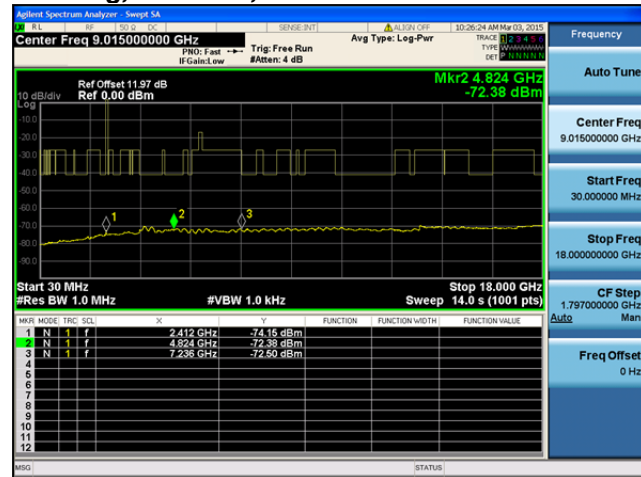 Agilent Spectrum Analyzer - Swept SA
RL RF 50 Ω DC SENSE:INT ALIGN OFF 10:26:24 AM Mar 03, 2015
Center Freq 9.015000000 GHz
PNO: Fast
IFGain:Low
Trig: Free Run
#Atten: 4 dB
Avg Type: Log-Pwr
TRACE 1 2 3 4 5 6
TYPE
DET P N N N N N
Ref Offset 11.97 dB
Ref 0.00 dBm
10 dB/div
Log
Mkr2 4.824 GHz
-72.38 dBm
-10.0
-20.0
-30.0
-40.0
-50.0
-60.0
-70.0
-80.0
-90.0
1
2
3
Start 30 MHz
#Res BW 1.0 MHz
#VBW 1.0 kHz
Stop 18.000 GHz
Sweep 14.0 s (1001 pts)
MKR MODE TRC SCL X Y FUNCTION FUNCTION WIDTH FUNCTION VALUE
1 N 1 f 2.412 GHz -74.15 dBm
2 N 1 f 4.824 GHz -72.38 dBm
3 N 1 f 7.236 GHz -72.50 dBm
4
5
6
7
8
9
10
11
12
MSG STATUS
Frequency
Auto Tune
Center Freq
9.015000000 GHz
Start Freq
30.000000 MHz
Stop Freq
18.000000000 GHz
CF Step
1.797000000 GHz
Auto Man
Freq Offset
0 Hz